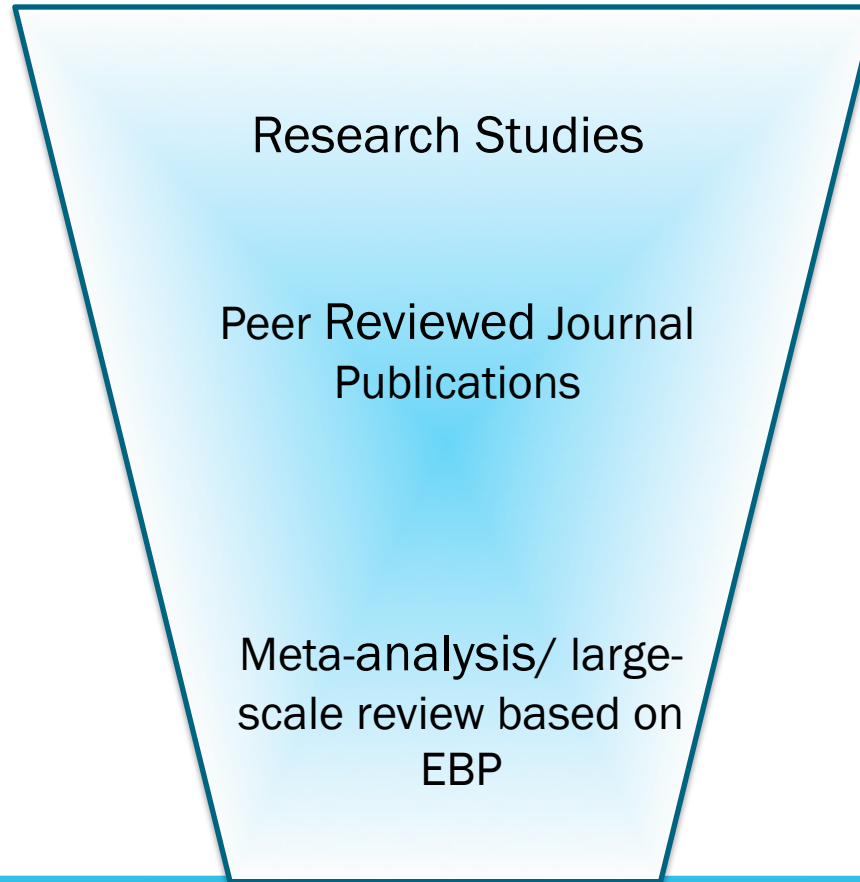 Research Studies
Peer Reviewed Journal
Publications
Meta-analysis/ large-
scale review based on
EBP